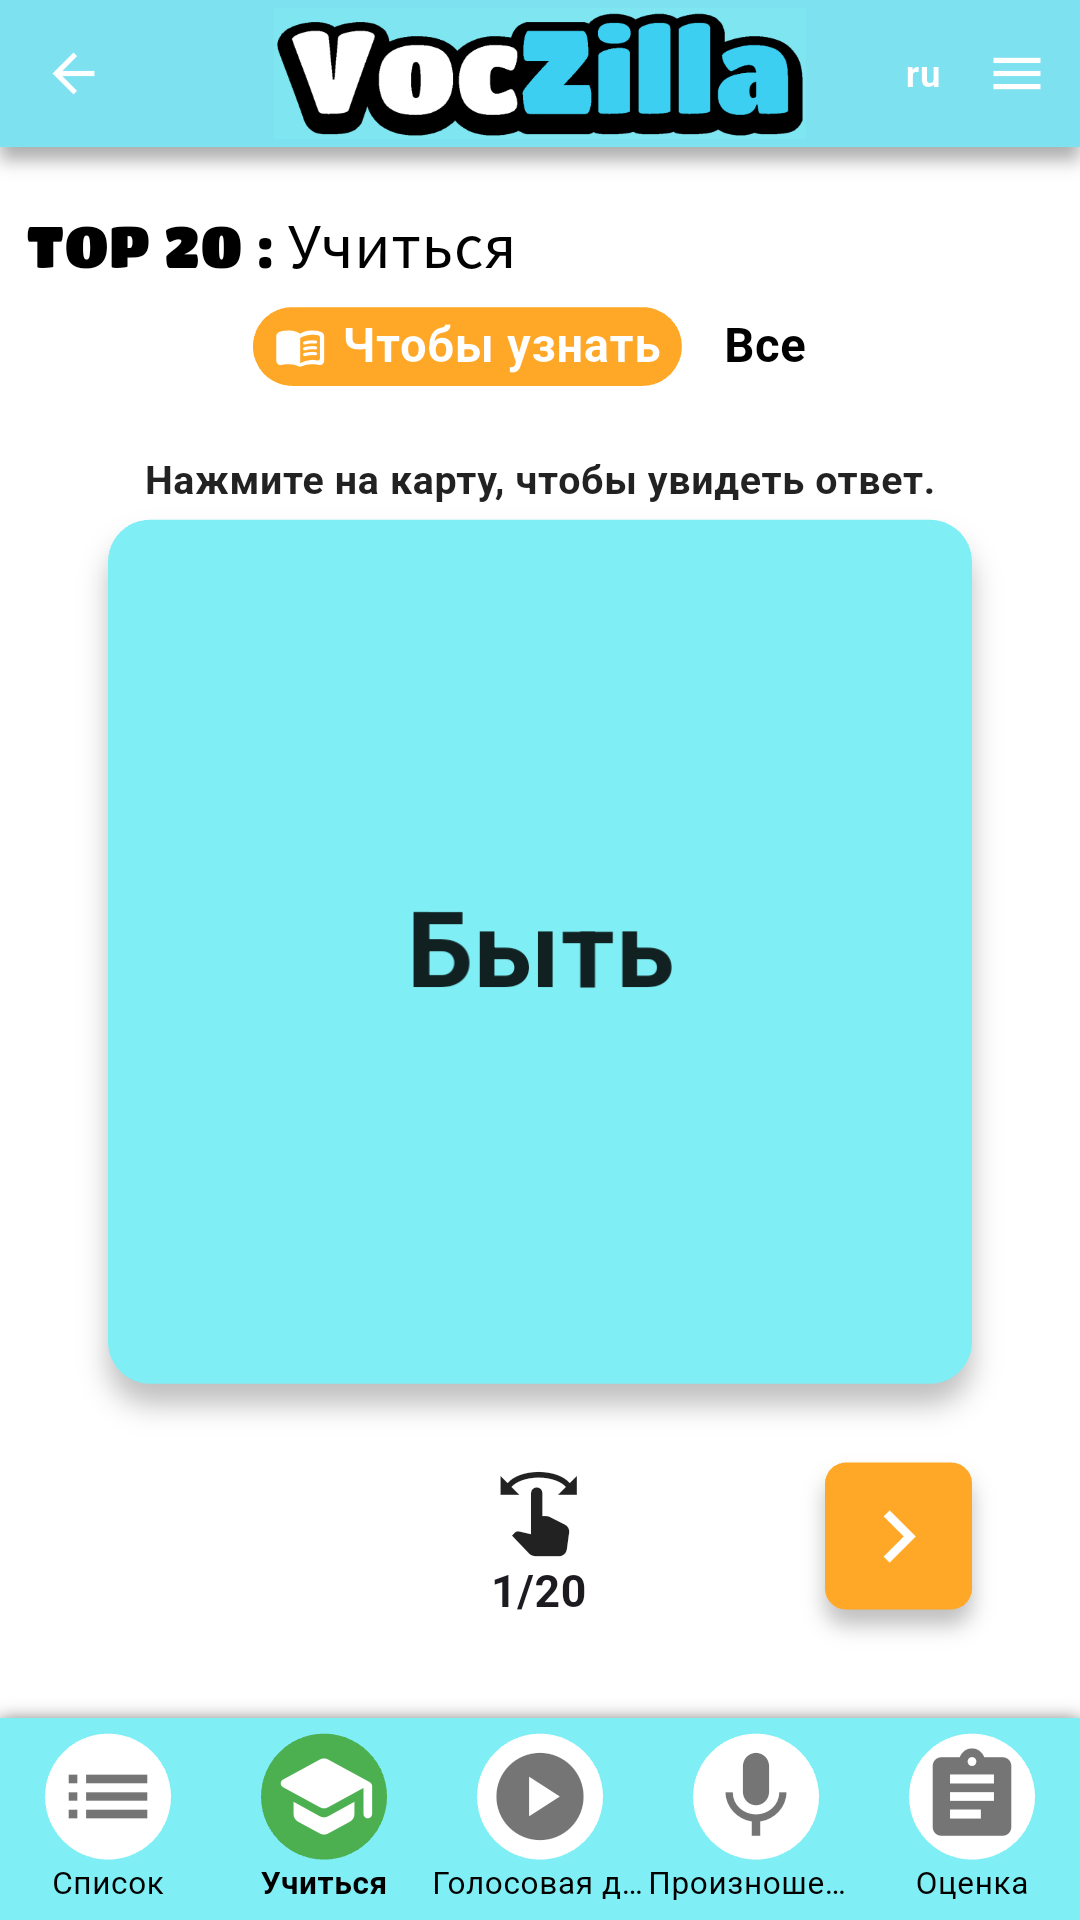 VocZilla
ru
TOP 20 : Учиться
Чтобы узнать
Все
Нажмите на карту, чтобы увидеть ответ.
Быть
1/20
Список
Учиться
Голосовая д...
Произноше...
Оценка